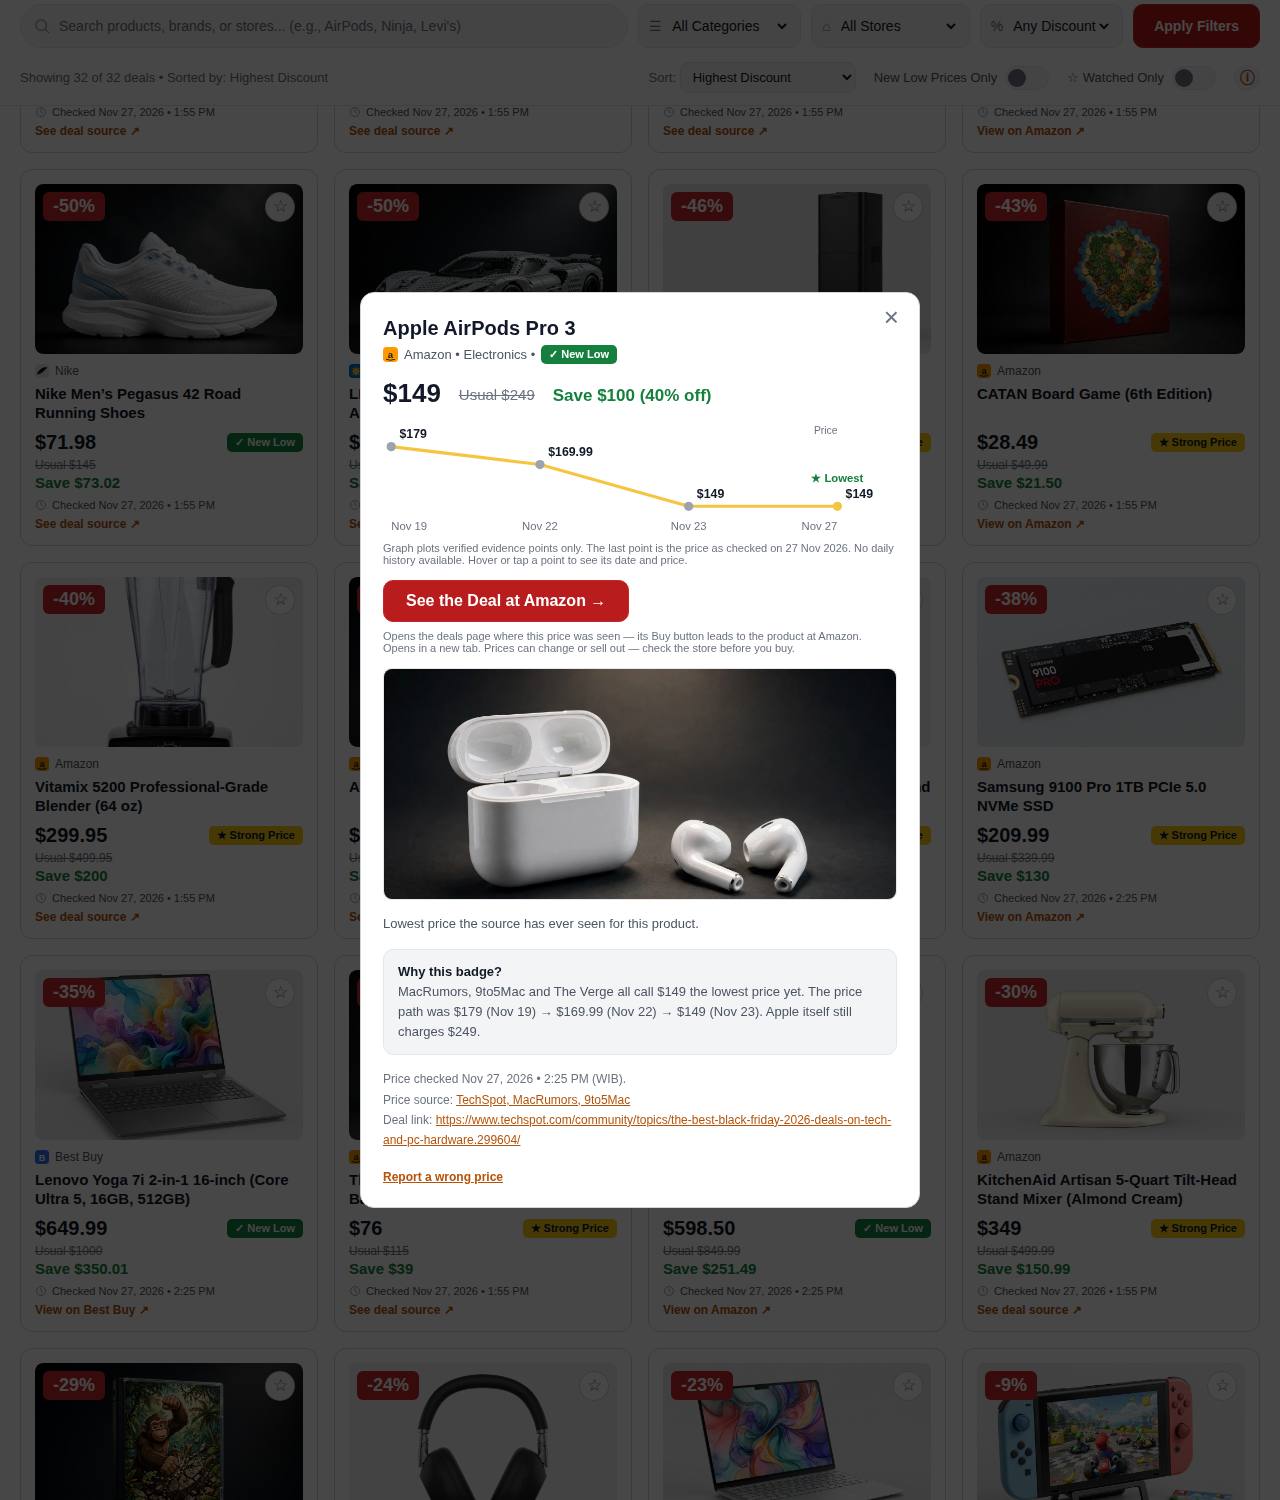 Search products, brands, or stores... (e.g., AirPods, Ninja, Levi's)
All Categories
All Stores
% Any Discount
Apply Filters
Showing 32 of 32 deals • Sorted by: Highest Discount
Sort: Highest Discount
New Low Prices Only
☆ Watched Only
Checked Nov 27, 2026 • 1:55 PM
See deal source ↗
Checked Nov 27, 2026 • 1:55 PM
See deal source ↗
Checked Nov 27, 2026 • 1:55 PM
See deal source ↗
Checked Nov 27, 2026 • 1:55 PM
View on Amazon ↗
-50%
Nike
Nike Men's Pegasus 42 Road
Running Shoes
$71.98
✓ New Low
Usual $145
Save $73.02
Checked Nov 27, 2026 • 1:55 PM
See deal source ↗
-50%
-46%
-43%
Amazon
CATAN Board Game (6th Edition)
$28.49
★ Strong Price
Usual $49.99
Save $21.50
Checked Nov 27, 2026 • 1:55 PM
View on Amazon ↗
Apple AirPods Pro 3
Amazon • Electronics •
✓ New Low
$149
Usual $249
Save $100 (40% off)
Price
$179
$169.99
★ Lowest
$149
$149
Nov 19
Nov 22
Nov 23
Nov 27
Graph plots verified evidence points only. The last point is the price as checked on 27 Nov 2026. No daily
history available. Hover or tap a point to see its date and price.
See the Deal at Amazon →
Opens the deals page where this price was seen — its Buy button leads to the product at Amazon.
Opens in a new tab. Prices can change or sell out — check the store before you buy.
Lowest price the source has ever seen for this product.
Why this badge?
MacRumors, 9to5Mac and The Verge all call $149 the lowest price yet. The price
path was $179 (Nov 19) → $169.99 (Nov 22) → $149 (Nov 23). Apple itself still
charges $249.
Price checked Nov 27, 2026 • 2:25 PM (WIB).
Price source: TechSpot, MacRumors, 9to5Mac
Deal link: https://www.techspot.com/community/topics/the-best-black-friday-2026-deals-on-tech-
and-pc-hardware.299604/
Report a wrong price
-40%
Amazon
Vitamix 5200 Professional-Grade
Blender (64 oz)
$299.95
★ Strong Price
Usual $499.95
Save $200
Checked Nov 27, 2026 • 1:55 PM
See deal source ↗
-38%
SAMSUNG
9100
PRO
1TB
Amazon
Samsung 9100 Pro 1TB PCIe 5.0
NVMe SSD
$209.99
★ Strong Price
Usual $339.99
Save $130
Checked Nov 27, 2026 • 2:25 PM
View on Amazon ↗
-35%
Best Buy
Lenovo Yoga 7i 2-in-1 16-inch (Core
Ultra 5, 16GB, 512GB)
$649.99
✓ New Low
Usual $1000
Save $350.01
Checked Nov 27, 2026 • 2:25 PM
View on Best Buy ↗
$76
★ Strong Price
Usual $115
Save $39
Checked Nov 27, 2026 • 1:55 PM
See deal source ↗
$598.50
✓ New Low
Usual $849.99
Save $251.49
Checked Nov 27, 2026 • 2:25 PM
View on Amazon ↗
-30%
Amazon
KitchenAid Artisan 5-Quart Tilt-Head
Stand Mixer (Almond Cream)
$349
★ Strong Price
Usual $499.99
Save $150.99
Checked Nov 27, 2026 • 1:55 PM
See deal source ↗
-29%
-24%
-23%
-9%